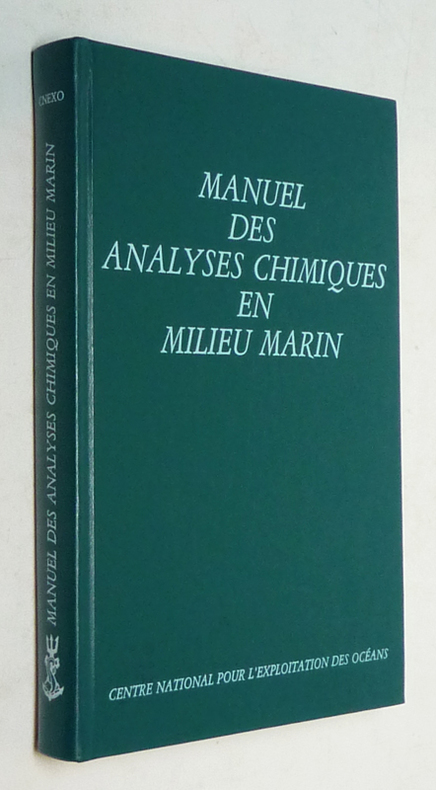 CNEXO
MANUEL DES ANALYSES CHIMIQUES EN MILIEU MARIN
MANUEL
DES
ANALYSES CHIMIQUES
EN
MILIEU MARIN
CENTRE NATIONAL POUR L'EXPLOITATION DES OCÉANS